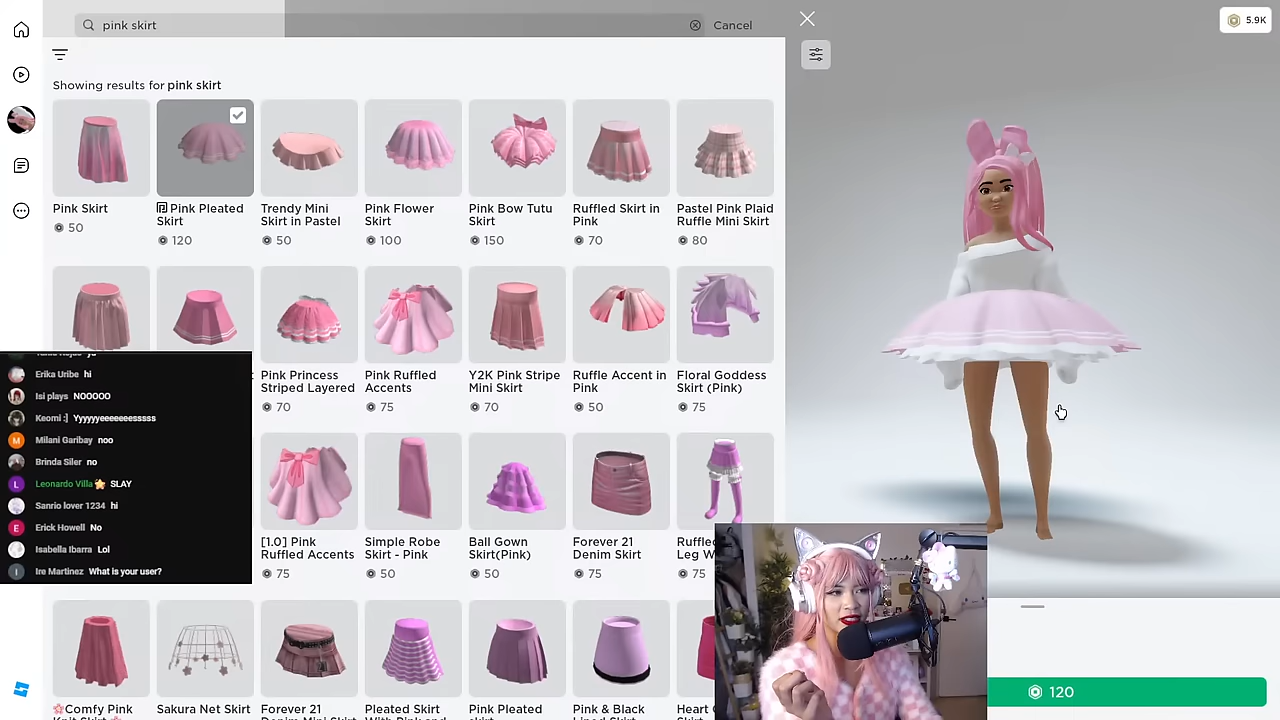 pink skirt
Cancel
5.9K
Showing results for pink skirt
Pink Skirt
50
Pink Pleated Skirt
120
Trendy Mini Skirt in Pastel
50
Pink Flower Skirt
100
Pink Bow Tutu Skirt
150
Ruffled Skirt in Pink
70
Pastel Pink Plaid Ruffle Mini Skirt
80
Pink Princess Striped Layered
70
Pink Ruffled Accents
75
Y2K Pink Stripe Mini Skirt
70
Ruffle Accent in Pink
50
Floral Goddess Skirt (Pink)
75
Erika Uribe hi
Isi plays NOOOOO
Keomi :] Yyyyyyeeeeeeesssss
Milani Garibay noo
Brinda Siler no
Leonardo Villa SLAY
Sanrio lover 1234 hi
Erick Howell No
Isabella Ibarra Lol
Ire Martinez What is your user?
[1.0] Pink Ruffled Accents
75
Simple Robe Skirt - Pink
50
Ball Gown Skirt(Pink)
50
Forever 21 Denim Skirt
75
Ruffled
Leg W
75
Comfy Pink
Sakura Net Skirt
Forever 21
Pleated Skirt
Pink Pleated
Pink & Black
Heart
120